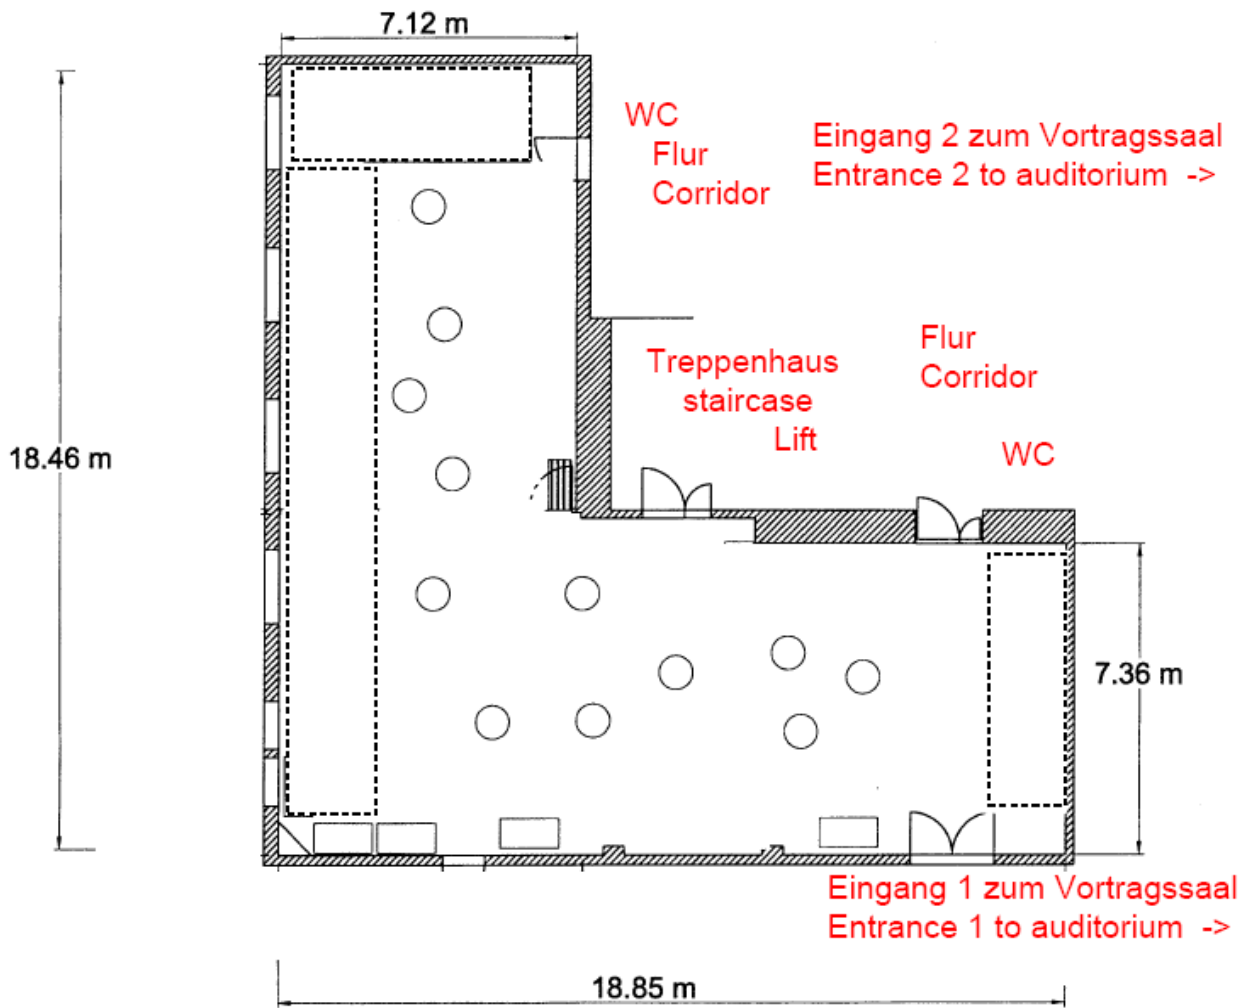 7.12 m
WC
Flur
Corridor
Eingang 2 zum Vortragssaal
Entrance 2 to auditorium ->
Treppenhaus
staircase
Lift
Flur
Corridor
WC
18.46 m
7.36 m
Eingang 1 zum Vortragssaal
Entrance 1 to auditorium ->
18.85 m